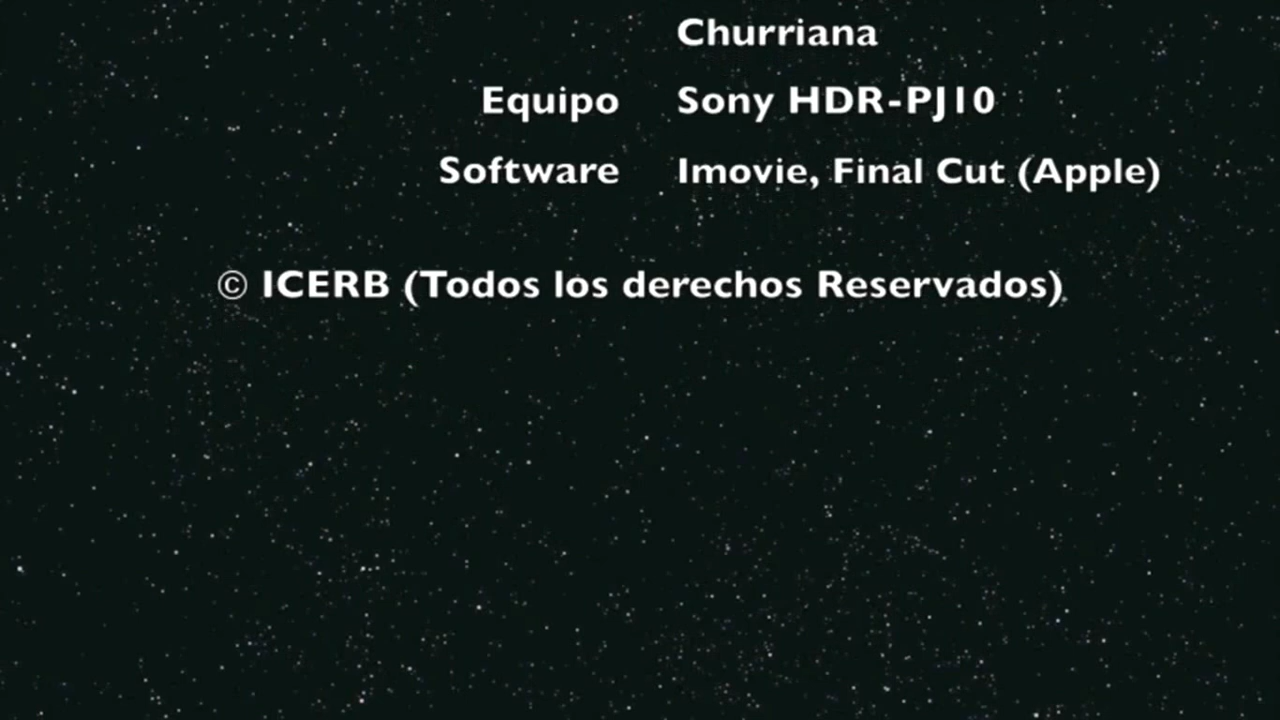 Churriana
Equipo Sony HDR-PJ10
Software Imovie, Final Cut (Apple)
© ICERB (Todos los derechos Reservados)